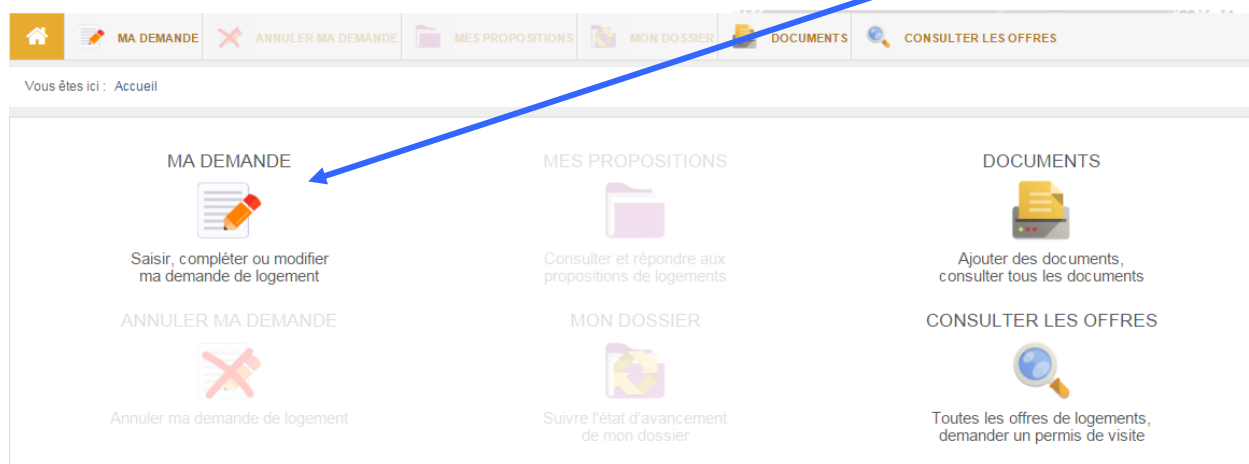 MA DEMANDE ANNULER MA DEMANDE MES PROPOSITIONS MON DOSSIER DOCUMENTS CONSULTER LES OFFRES
Vous êtes ici : Accueil
MA DEMANDE
Saisir, compléter ou modifier
ma demande de logement
MES PROPOSITIONS
Consulter et répondre aux
propositions de logements
DOCUMENTS
Ajouter des documents,
consulter tous les documents
ANNULER MA DEMANDE
Annuler ma demande de logement
MON DOSSIER
Suivre l'état d'avancement
de mon dossier
CONSULTER LES OFFRES
Toutes les offres de logements,
demander un permis de visite